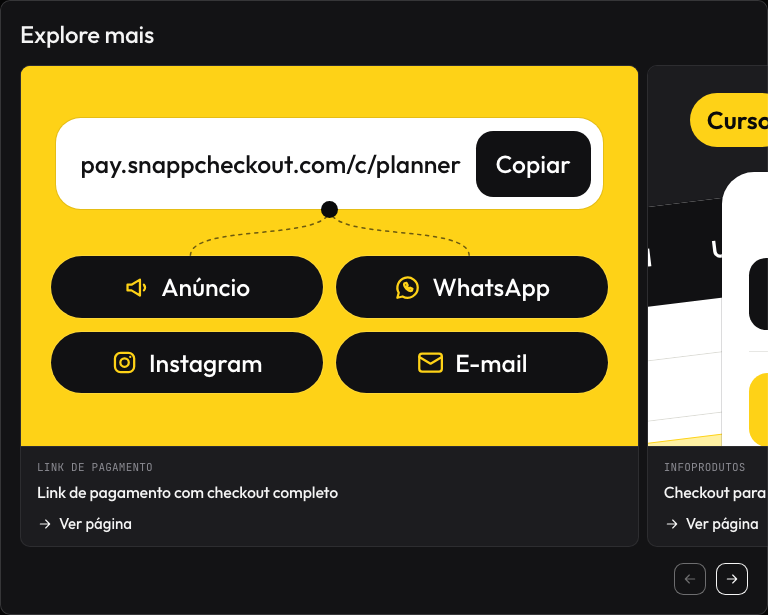 Explore mais
pay.snappcheckout.com/c/planner
Copiar
Anúncio
WhatsApp
Instagram
E-mail
LINK DE PAGAMENTO
Link de pagamento com checkout completo
→ Ver página
INFOPRODUTOS
Checkout para
→ Ver página